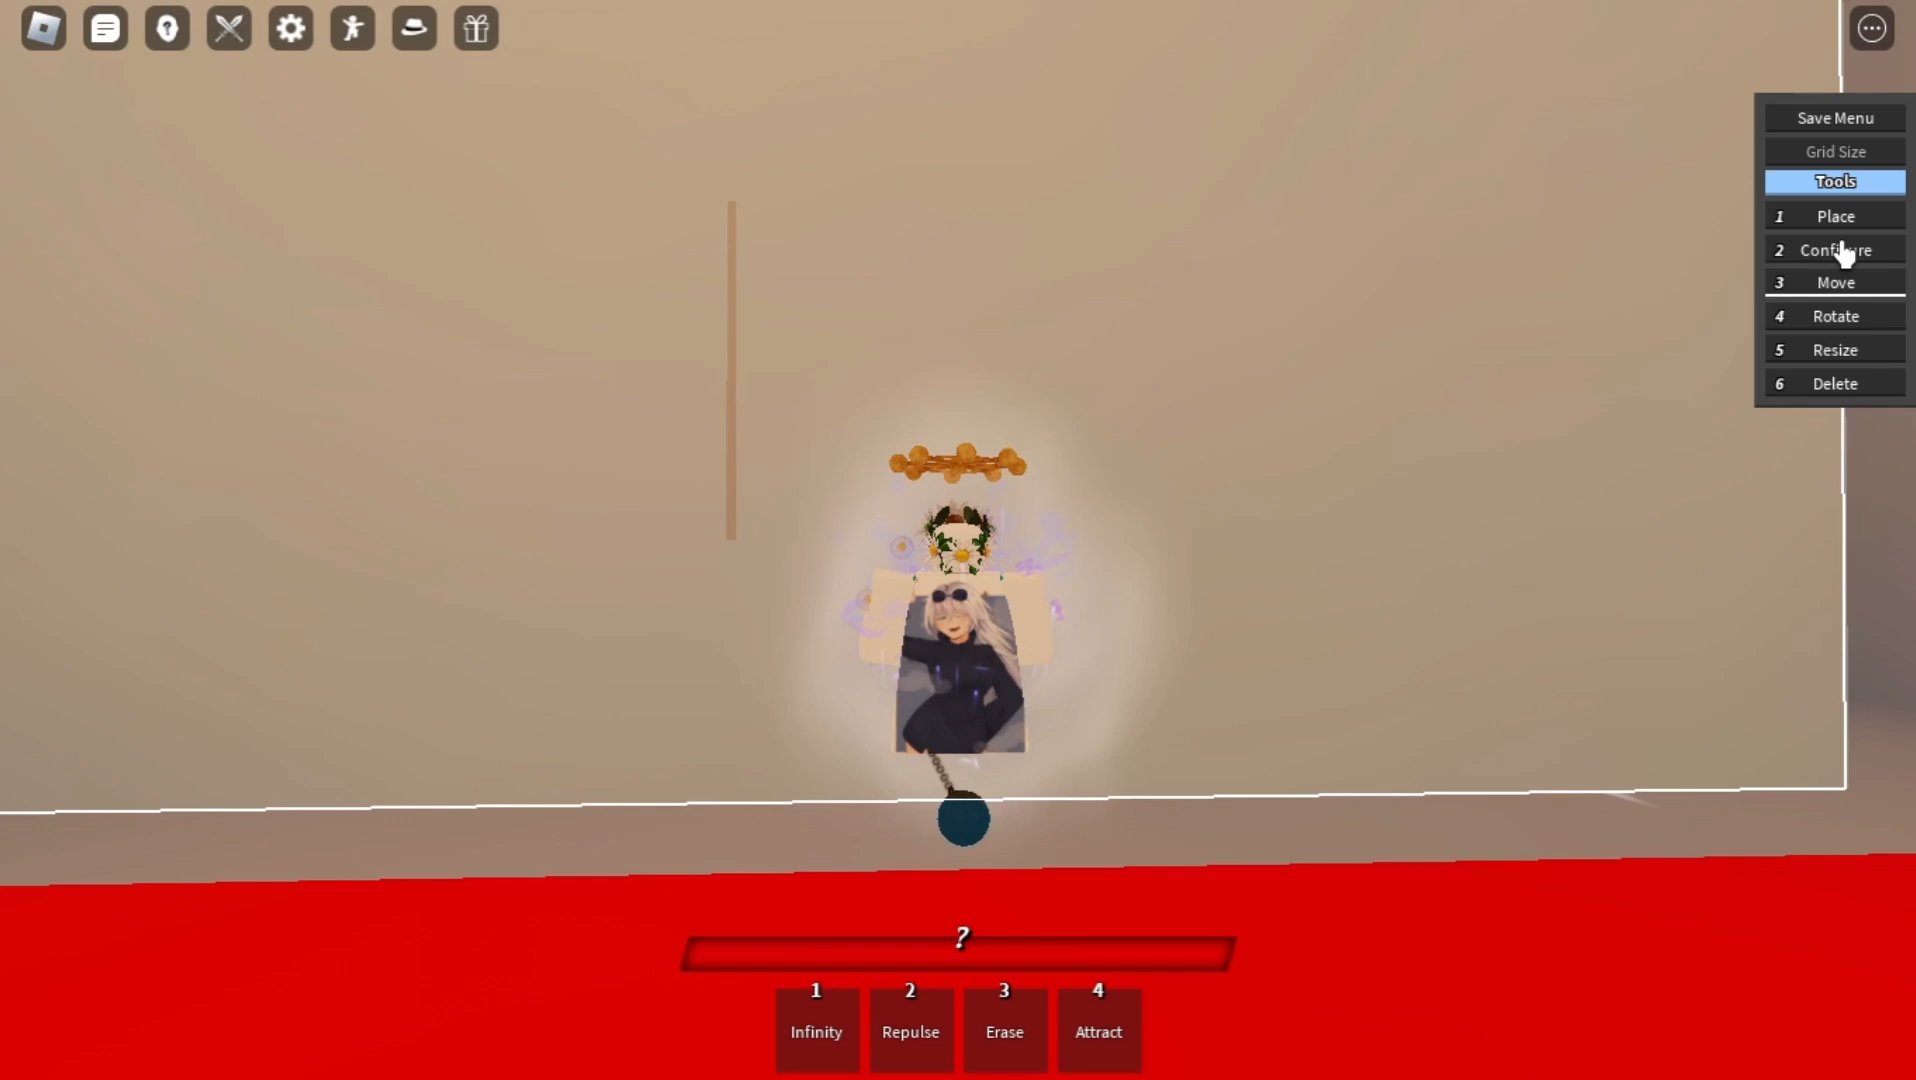 Save Menu
Grid Size
Tools
1 Place
2 Configure
3 Move
4 Rotate
5 Resize
6 Delete
?
1 2 3 4
Infinity Repulse Erase Attract